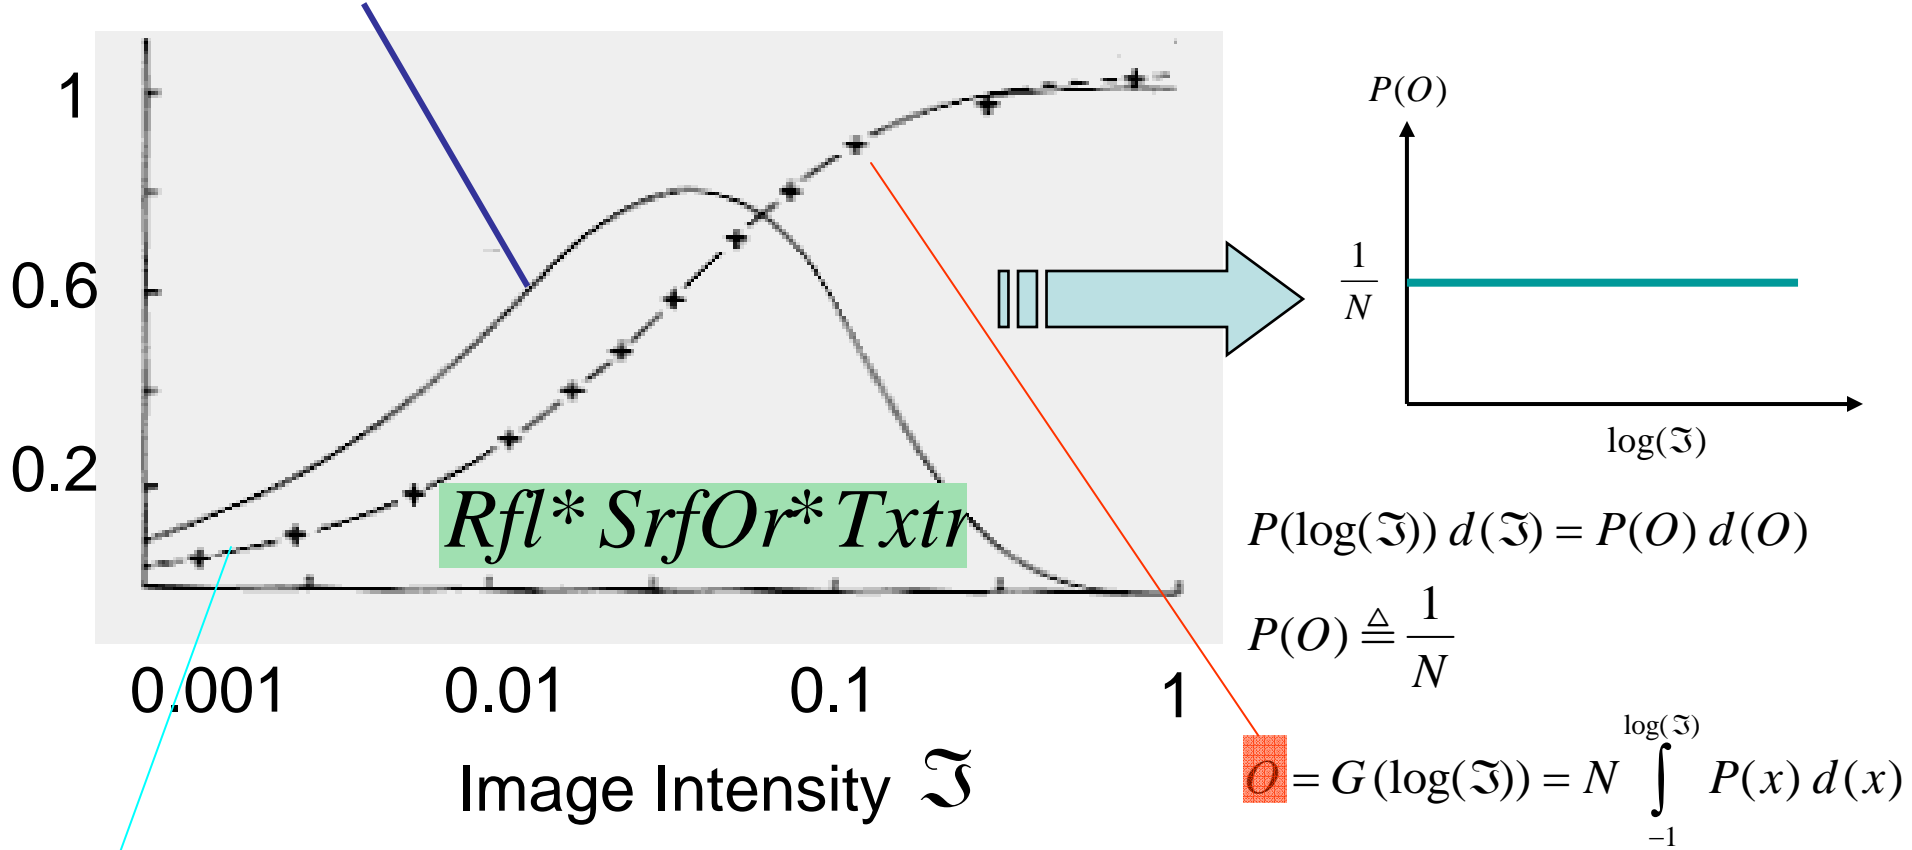 1
0.6
0.2
Rfl* SrfOr* Txtr
0.001 0.01 0.1 1
Image Intensity ℑ
P(O)
1/N
log(ℑ)
P(log(ℑ)) d(ℑ) = P(O) d(O)
P(O) ≜ 1/N
O = G(log(ℑ)) = N ∫_{-1}^{log(ℑ)} P(x) d(x)